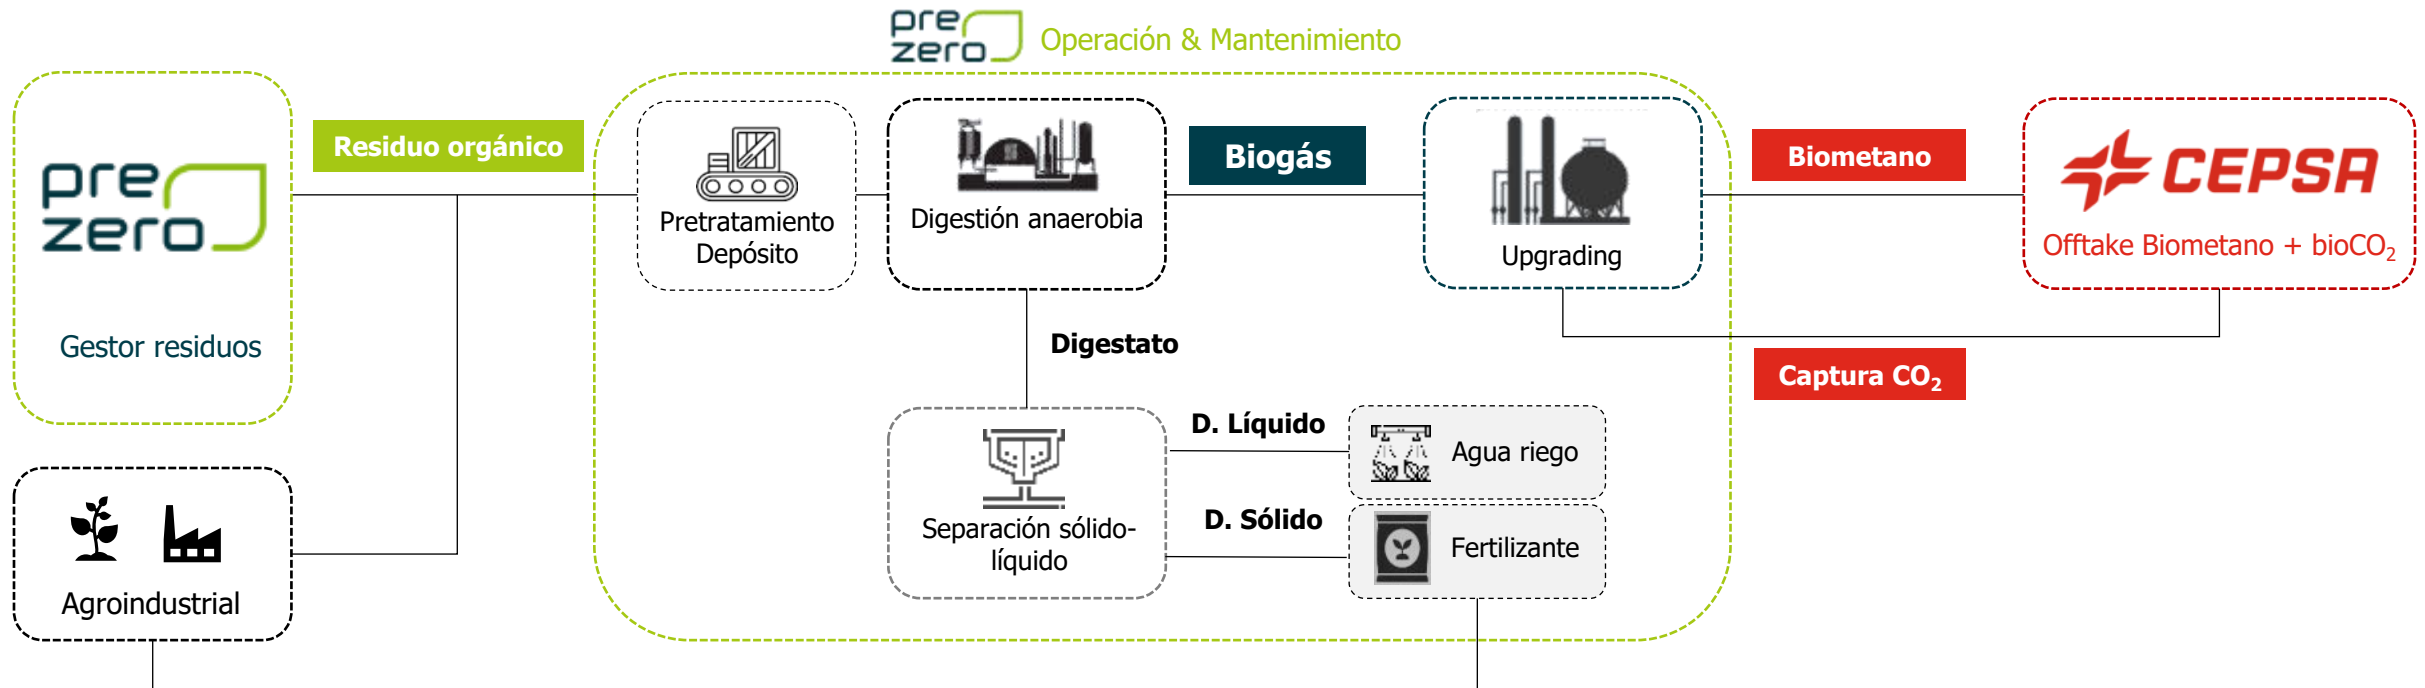 pre
zero
Operación & Mantenimiento
pre
zero
Gestor residuos
Residuo orgánico
Agroindustrial
Pretratamiento
Depósito
Digestión anaerobia
Biogás
Upgrading
Biometano
CEPSA
Offtake Biometano + bioCO₂
Captura CO₂
Digestato
Separación sólido-
líquido
D. Líquido
Agua riego
D. Sólido
Fertilizante